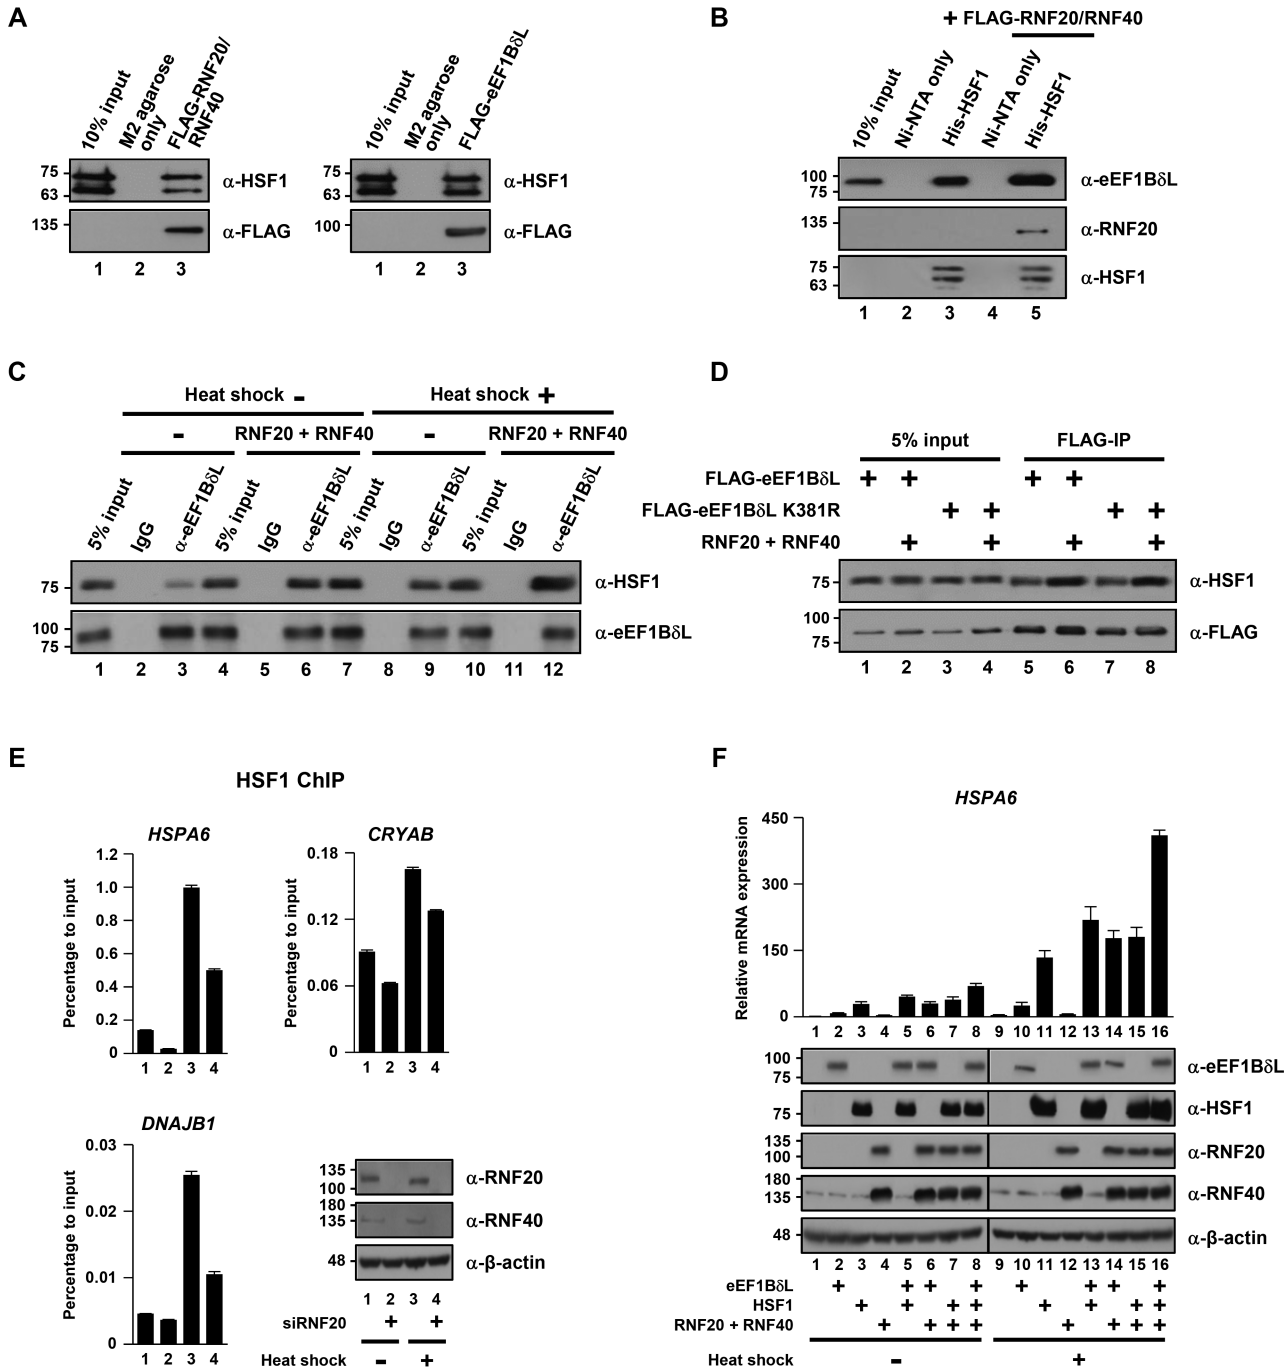 A
10% input
M2 agarose only
FLAG-RNF20/ RNF40
75
63
α-HSF1
135
α-FLAG
1 2 3
10% input
M2 agarose only
FLAG-eEF1BδL
75
63
α-HSF1
100
α-FLAG
1 2 3
B
+ FLAG-RNF20/RNF40
10% input
Ni-NTA only
His-HSF1
Ni-NTA only
His-HSF1
100
75
α-eEF1BδL
135
α-RNF20
75
63
α-HSF1
1 2 3 4 5
C
Heat shock -
Heat shock +
- RNF20 + RNF40 - RNF20 + RNF40
5% input
IgG
α-eEF1BδL
5% input
IgG
α-eEF1BδL
5% input
IgG
α-eEF1BδL
5% input
IgG
α-eEF1BδL
75
α-HSF1
100
75
α-eEF1BδL
1 2 3 4 5 6 7 8 9 10 11 12
D
5% input
FLAG-IP
FLAG-eEF1BδL + + + +
FLAG-eEF1BδL K381R + + + +
RNF20 + RNF40 + + + +
75
α-HSF1
100
75
α-FLAG
1 2 3 4 5 6 7 8
E
HSF1 ChIP
HSPA6
Percentage to input
1.2
1.0
0.8
0.6
0.4
0.2
0
1 2 3 4
CRYAB
Percentage to input
0.18
0.12
0.06
0
1 2 3 4
DNAJB1
Percentage to input
0.03
0.02
0.01
0
1 2 3 4
135
100
α-RNF20
180
135
α-RNF40
48
α-β-actin
1 2 3 4
siRNF20 + +
Heat shock - +
F
HSPA6
Relative mRNA expression
450
300
150
0
1 2 3 4 5 6 7 8 9 10 11 12 13 14 15 16
100
75
α-eEF1BδL
75
α-HSF1
135
100
α-RNF20
180
135
α-RNF40
48
α-β-actin
1 2 3 4 5 6 7 8 9 10 11 12 13 14 15 16
eEF1BδL + + + + + + + +
HSF1 + + + + + + + +
RNF20 + RNF40 + + + + + + + +
Heat shock - +